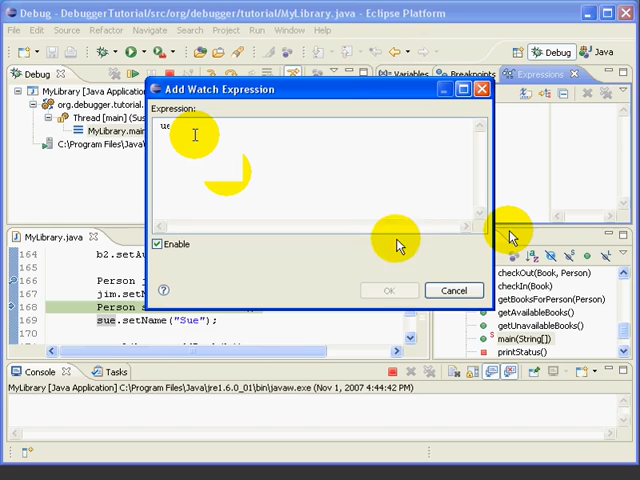 Debug - DebuggerTutorial/src/org/debugger/tutorial/MyLibrary.java - Eclipse Platform
File Edit Source Refactor Navigate Search Project Run Window Help
Debug Java
Debug
Variables Breakpoints Expressions
MyLibrary [Java Application]
org.debugger.tutorial.
Thread [main] (Sus
MyLibrary.main
C:\Program Files\Java\
Add Watch Expression
Expression:
ue
Enable
OK Cancel
MyLibrary.java
164 b2.setAu
165
166 Person j
167 jim.setN
168 Person s
169 sue.setName("Sue");
170
checkOut(Book, Person)
checkIn(Book)
getBooksForPerson(Person)
getAvailableBooks()
getUnavailableBooks()
main(String[])
printStatus()
Console Tasks
MyLibrary [Java Application] C:\Program Files\Java\jre1.6.0_01\bin\javaw.exe (Nov 1, 2007 4:44:42 PM)